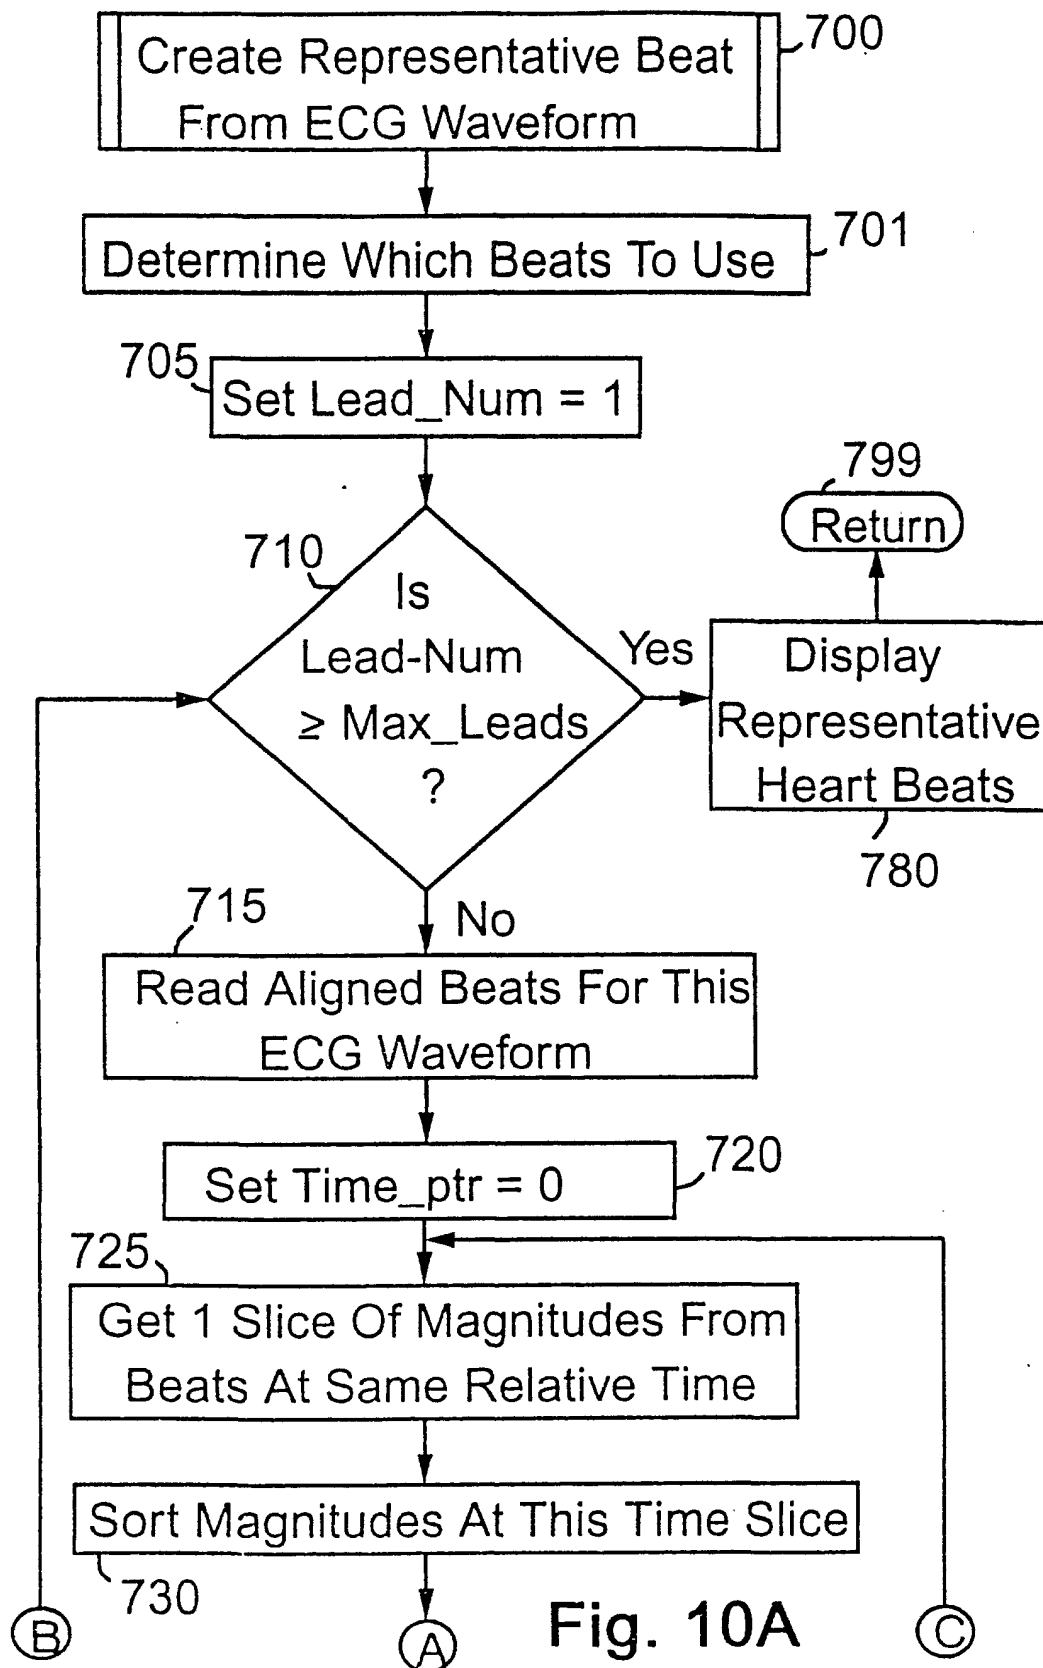 Create Representative Beat
From ECG Waveform
700
Determine Which Beats To Use
701
705
Set Lead_Num = 1
799
Return
710
Is
Lead-Num
≥ Max_Leads
?
Yes
Display
Representative
Heart Beats
780
No
715
Read Aligned Beats For This
ECG Waveform
Set Time_ptr = 0
720
725
Get 1 Slice Of Magnitudes From
Beats At Same Relative Time
Sort Magnitudes At This Time Slice
730
B
A
Fig. 10A
C